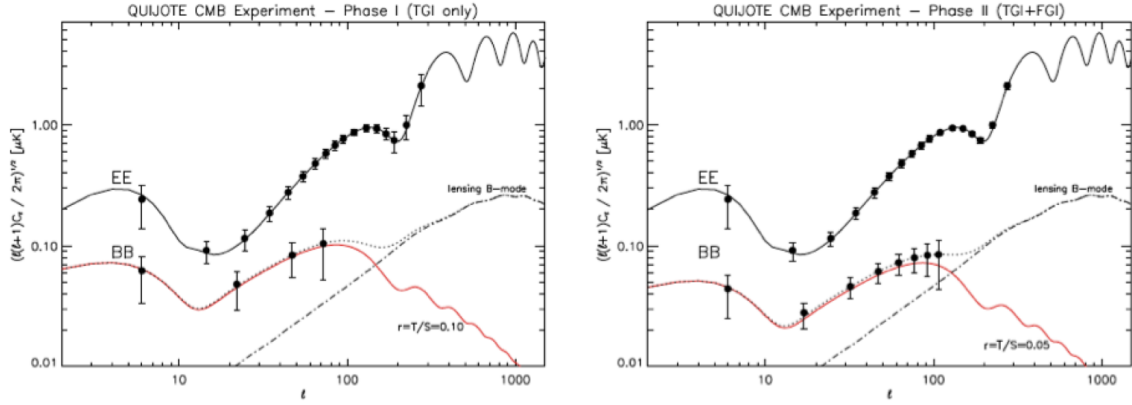 QUIJOTE CMB Experiment – Phase I (TGI only)
(ℓ(ℓ+1)Cℓ / 2π)^1/2 [μK]
1.00
0.10
0.01
EE
BB
lensing B-mode
r=T/S=0.10
10
100
1000
ℓ
QUIJOTE CMB Experiment – Phase II (TGI+FGI)
(ℓ(ℓ+1)Cℓ / 2π)^1/2 [μK]
1.00
0.10
0.01
EE
BB
lensing B-mode
r=T/S=0.05
10
100
1000
ℓ